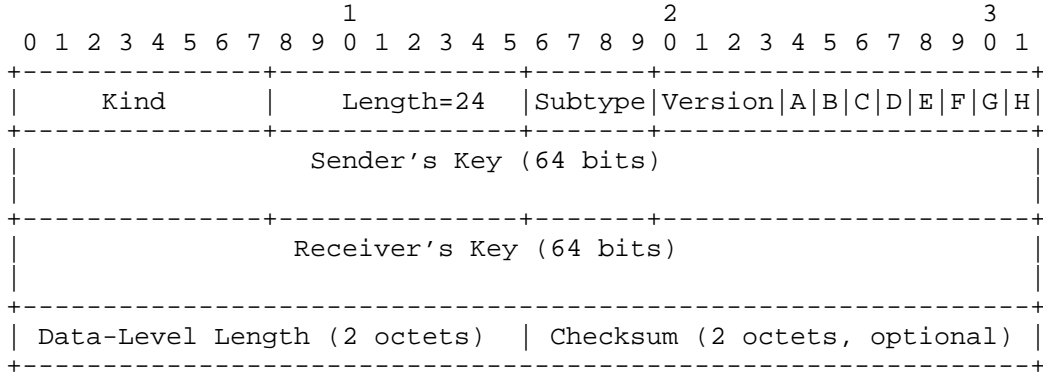 1                   2                   3
 0 1 2 3 4 5 6 7 8 9 0 1 2 3 4 5 6 7 8 9 0 1 2 3 4 5 6 7 8 9 0 1
+---------------+---------------+-------+-----------------------+
|     Kind      |    Length=24  |Subtype|Version|A|B|C|D|E|F|G|H|
+---------------+---------------+-------+-----------------------+
|                  Sender’s Key (64 bits)                       |
|                                                               |
+---------------+---------------+-------+-----------------------+
|                 Receiver’s Key (64 bits)                      |
|                                                               |
+---------------------------------------------------------------+
| Data-Level Length (2 octets)  | Checksum (2 octets, optional) |
+---------------------------------------------------------------+